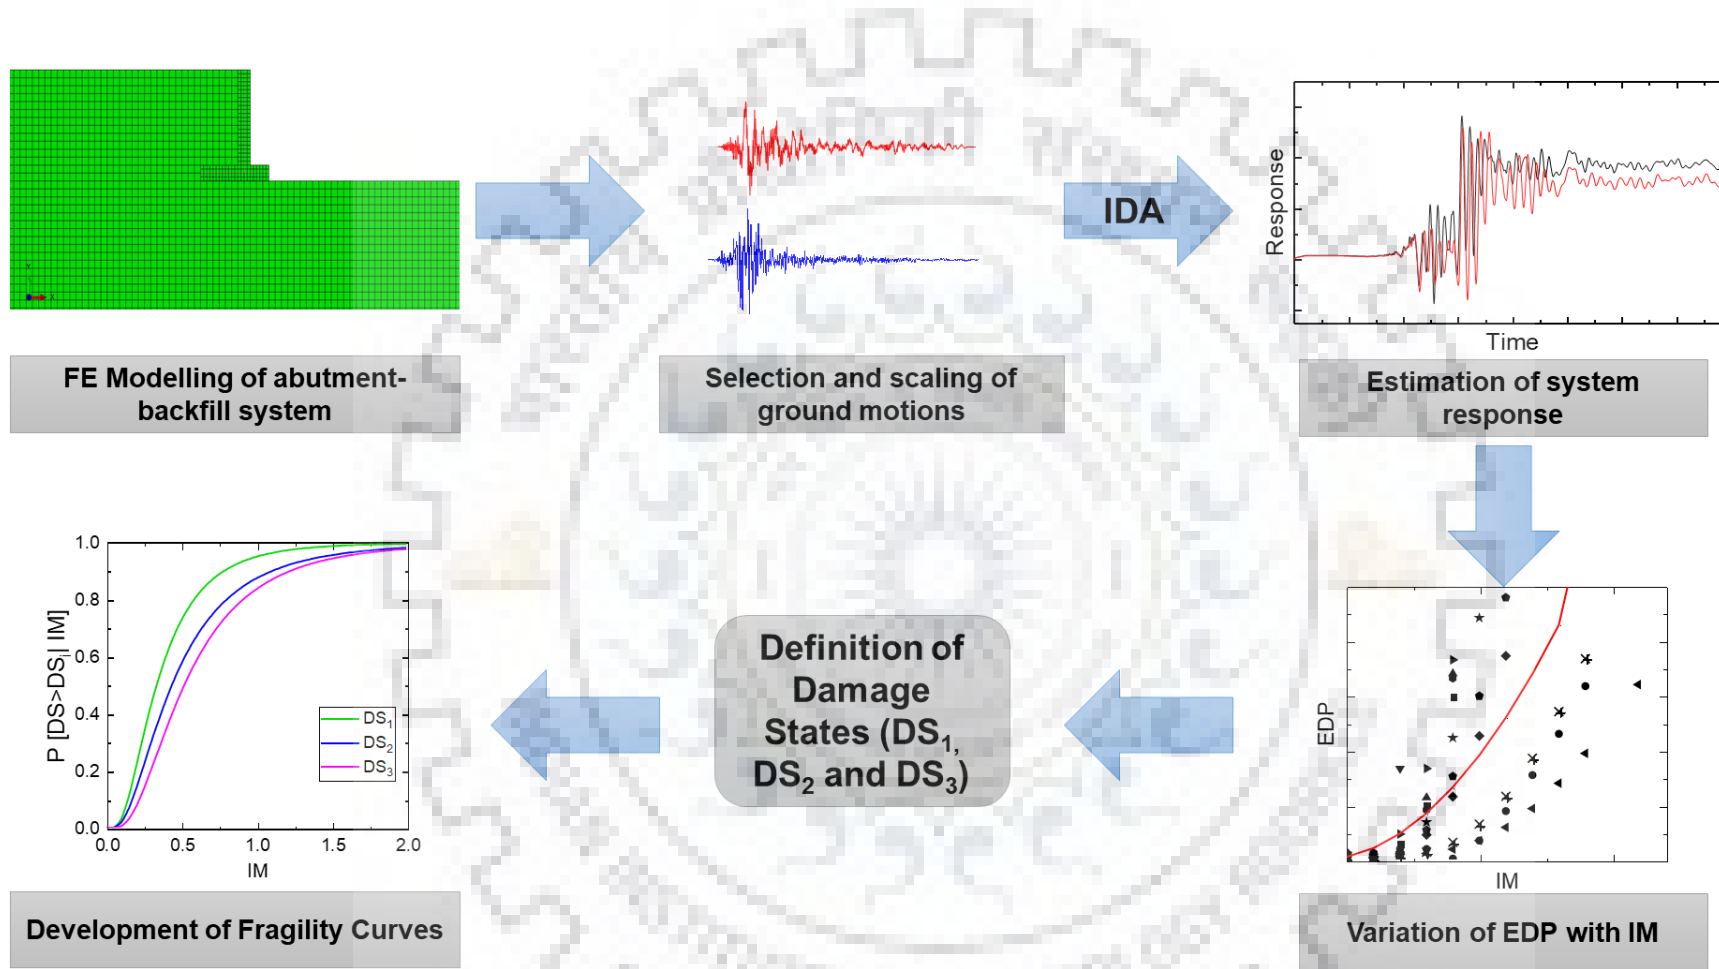 FE Modelling of abutment-
backfill system
Y
X
Selection and scaling of
ground motions
IDA
Response
Time
Estimation of system
response
EDP
IM
Variation of EDP with IM
Definition of
Damage
States (DS₁,
DS₂ and DS₃)
P [DS>DSᵢ| IM]
1.0
0.8
0.6
0.4
0.2
0.0
0.0 0.5 1.0 1.5 2.0
IM
DS₁
DS₂
DS₃
Development of Fragility Curves